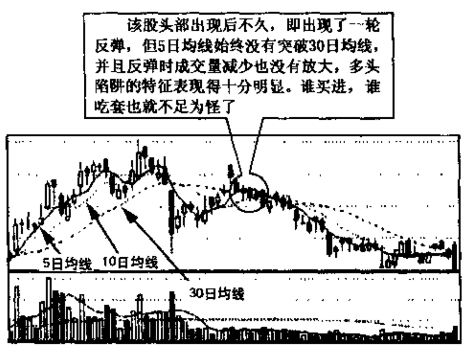 该股头部出现后不久，即出现了一轮
反弹，但5日均线始终没有突破30日均线，
并且反弹时成交量减少也没有放大，多头
陷阱的特征表现得十分明显。谁买进，谁
吃套也就不足为怪了
5日均线
10日均线
30日均线